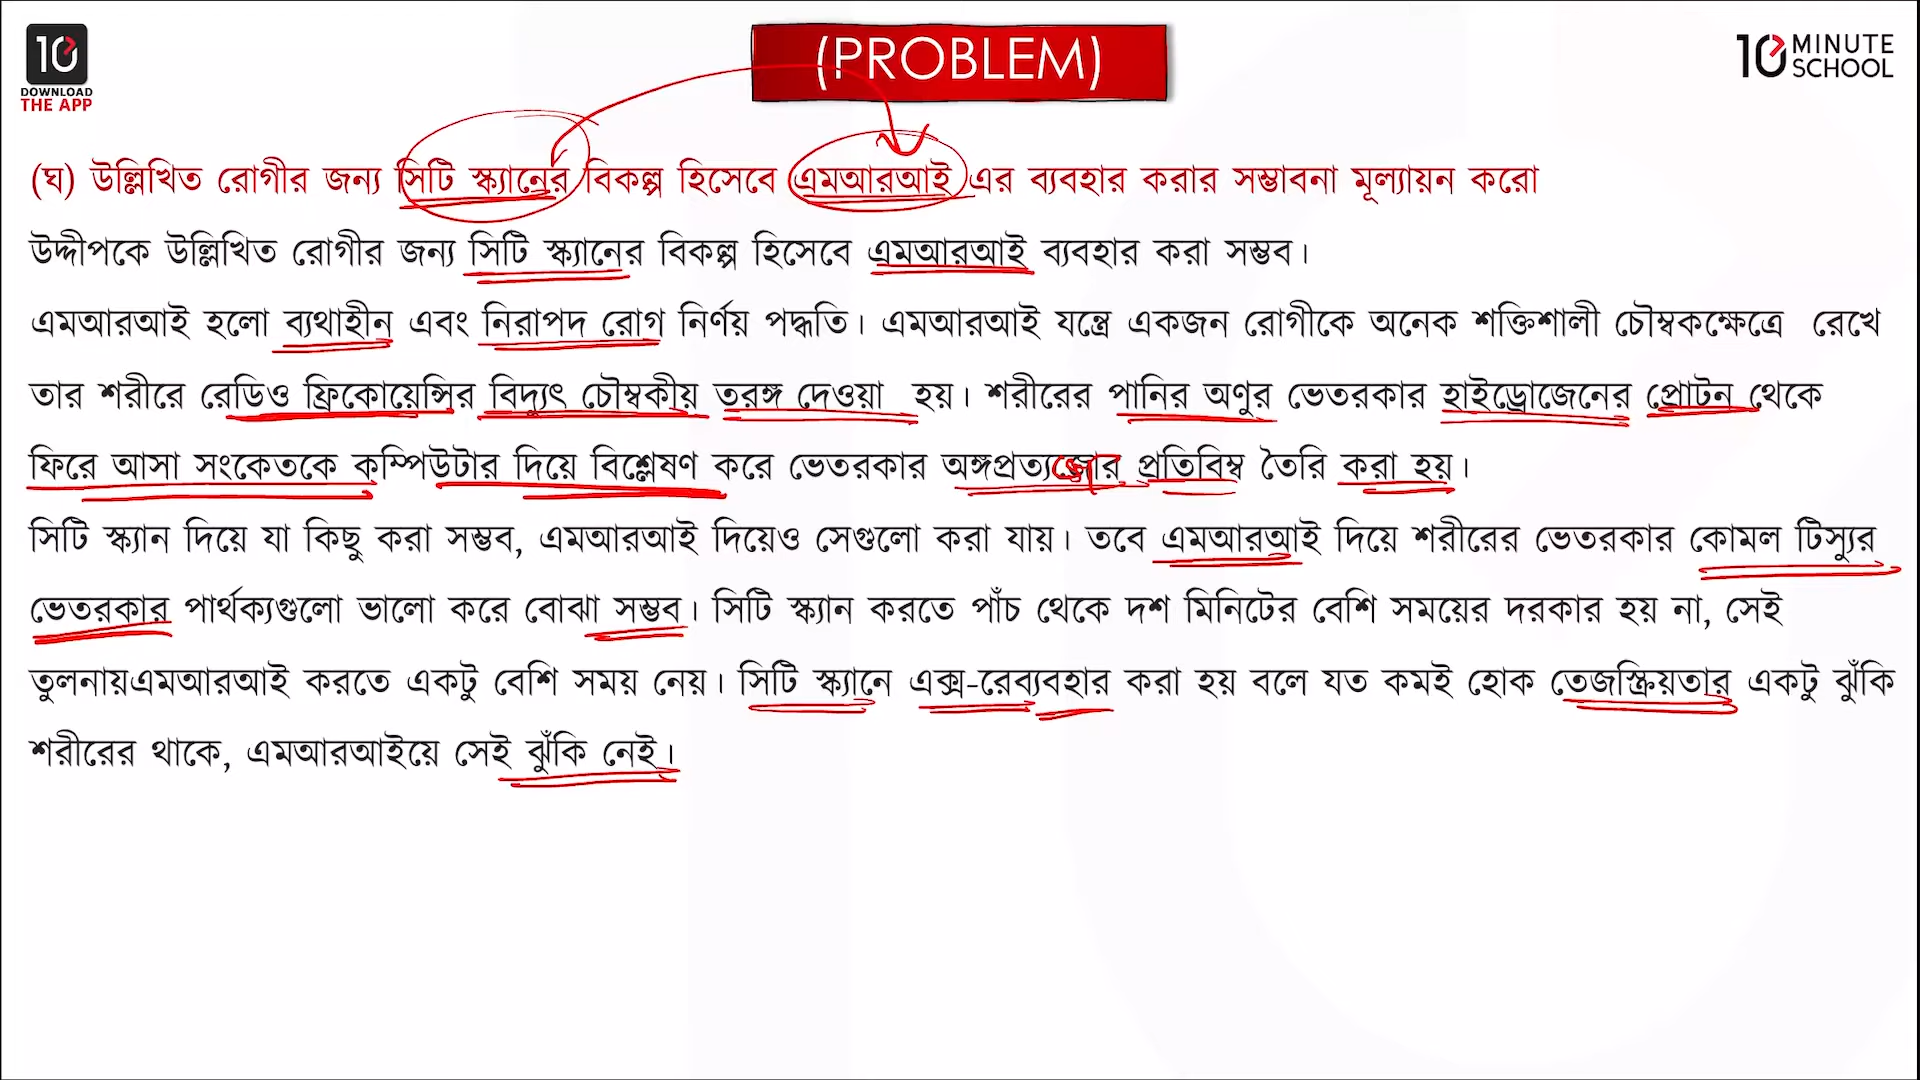 10
DOWNLOAD
THE APP
(PROBLEM)
10 MINUTE
SCHOOL
(ঘ) উল্লিখিত রোগীর জন্য সিটি স্ক্যানের বিকল্প হিসেবে এমআরআই এর ব্যবহার করার সম্ভাবনা মূল্যায়ন করো
উদ্দীপকে উল্লিখিত রোগীর জন্য সিটি স্ক্যানের বিকল্প হিসেবে এমআরআই ব্যবহার করা সম্ভব।
এমআরআই হলো ব্যথাহীন এবং নিরাপদ রোগ নির্ণয় পদ্ধতি। এমআরআই যন্ত্রে একজন রোগীকে অনেক শক্তিশালী চৌম্বকক্ষেত্রে রেখে
তার শরীরে রেডিও ফ্রিকোয়েন্সির বিদ্যুৎ চৌম্বকীয় তরঙ্গ দেওয়া হয়। শরীরের পানির অণুর ভেতরকার হাইড্রোজেনের প্রোটন থেকে
ফিরে আসা সংকেতকে কম্পিউটার দিয়ে বিশ্লেষণ করে ভেতরকার অঙ্গপ্রত্যঙ্গের প্রতিবিম্ব তৈরি করা হয়।
সিটি স্ক্যান দিয়ে যা কিছু করা সম্ভব, এমআরআই দিয়েও সেগুলো করা যায়। তবে এমআরআই দিয়ে শরীরের ভেতরকার কোমল টিস্যুর
ভেতরকার পার্থক্যগুলো ভালো করে বোঝা সম্ভব। সিটি স্ক্যান করতে পাঁচ থেকে দশ মিনিটের বেশি সময়ের দরকার হয় না, সেই
তুলনায়এমআরআই করতে একটু বেশি সময় নেয়। সিটি স্ক্যানে এক্স-রেব্যবহার করা হয় বলে যত কমই হোক তেজস্ক্রিয়তার একটু ঝুঁকি
শরীরের থাকে, এমআরআইয়ে সেই ঝুঁকি নেই।